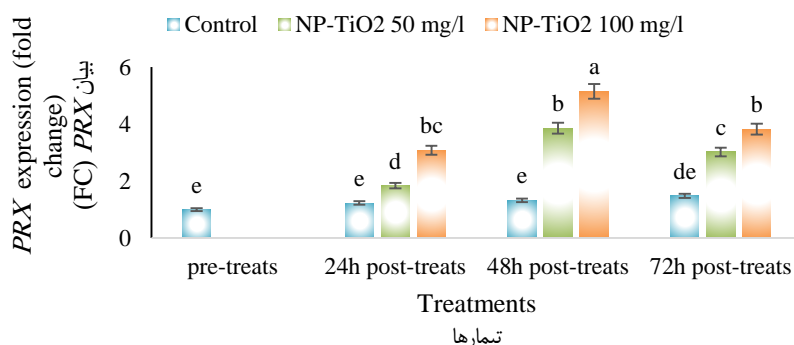 Control NP-TiO2 50 mg/l NP-TiO2 100 mg/l
PRX expression (fold
change)
(FC) PRX بیان
6
4
2
0
e
e
d
bc
e
b
a
de
c
b
pre-treats 24h post-treats 48h post-treats 72h post-treats
Treatments
تیمارها